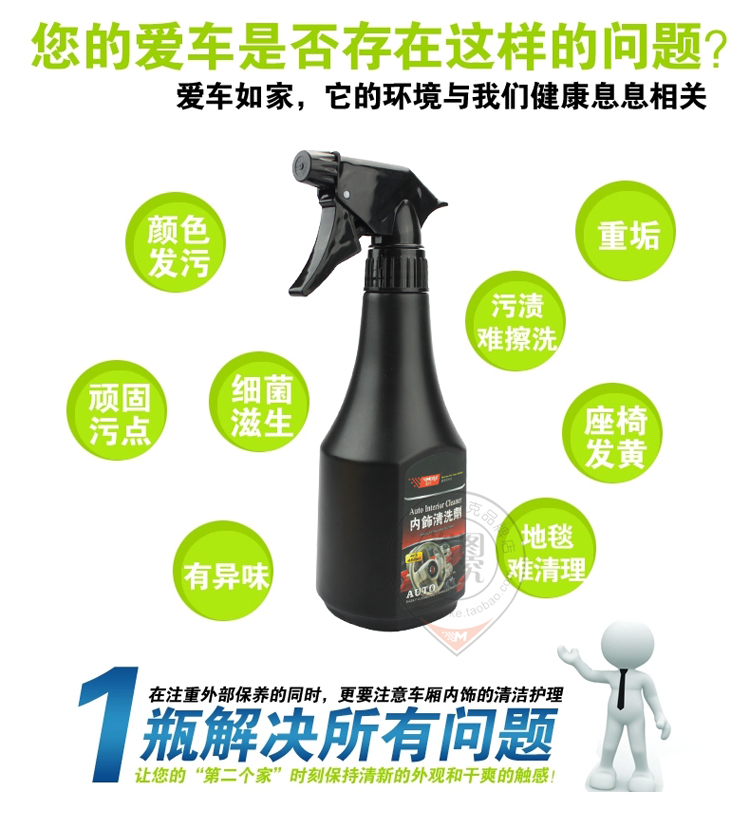 您的爱车是否存在这样的问题?
爱车如家，它的环境与我们健康息息相关
颜色
发污
重垢
污渍
难擦洗
顽固
污点
细菌
滋生
座椅
发黄
有异味
地毯
难清理
Auto Interior Cleaner
内飾清洗劑
AUTO
在注重外部保养的同时，更要注意车厢内饰的清洁护理
1瓶解决所有问题
让您的“第二个家”时刻保持清新的外观和干爽的触感!